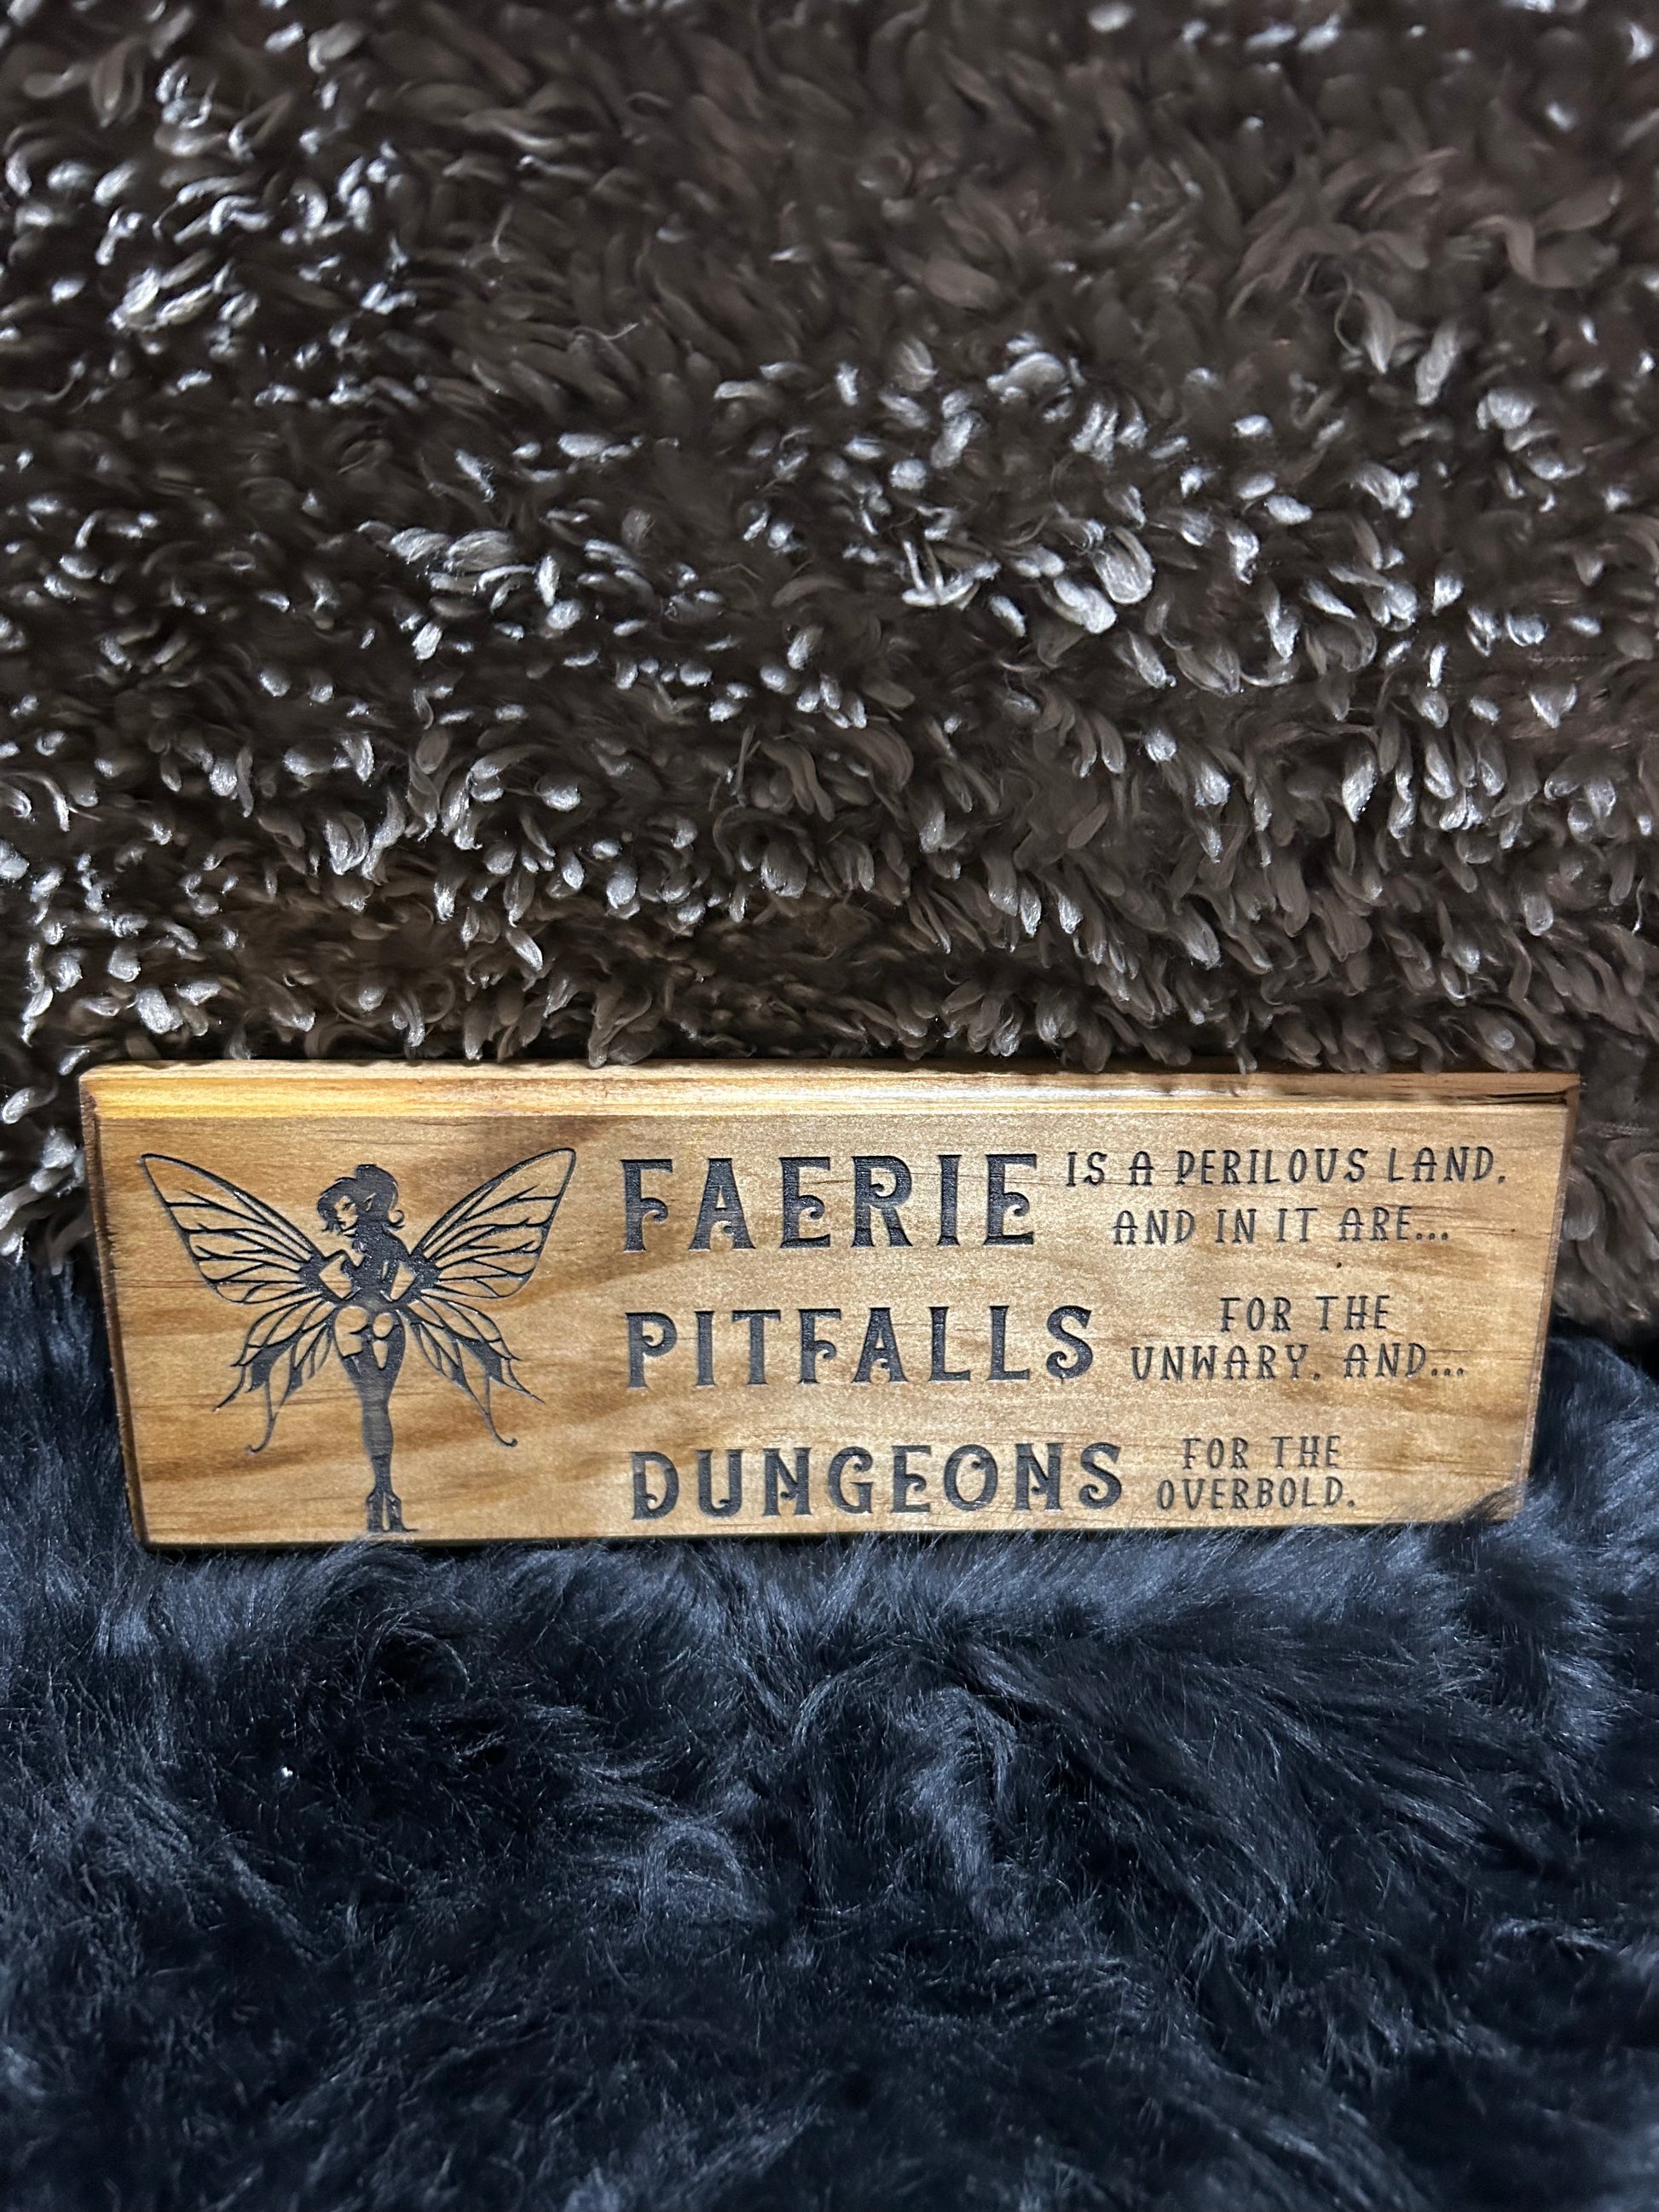 FAERIE IS A PERILOUS LAND,
AND IN IT ARE...
PITFALLS FOR THE
UNWARY, AND...
DUNGEONS FOR THE
OVERBOLD.